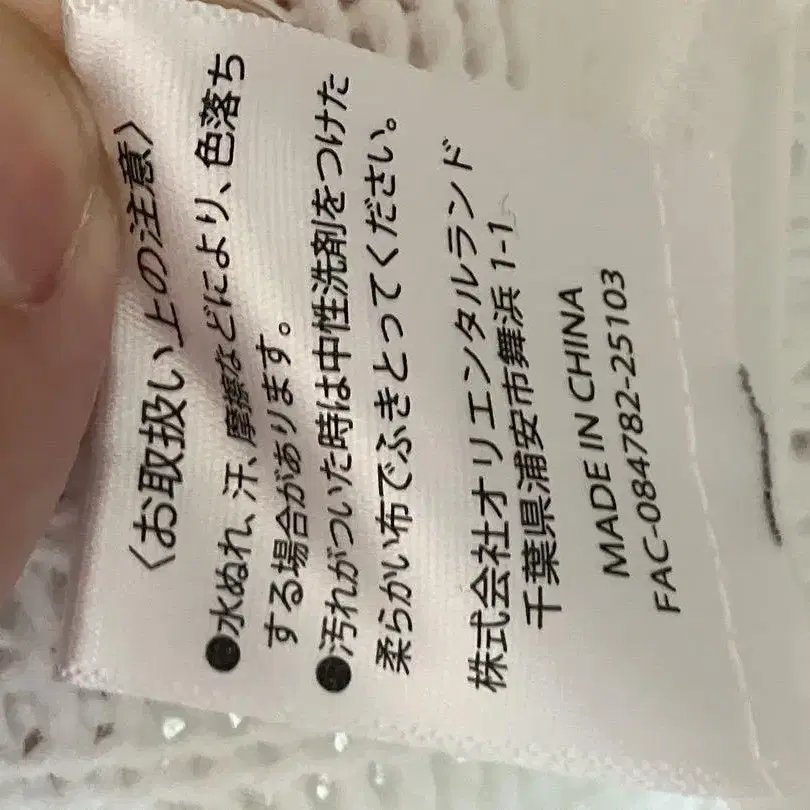 〈お取扱い上の注意〉
●水ぬれ、汗、摩擦などにより、色落ち
する場合があります。
●汚れがついた時は中性洗剤をつけた
柔らかい布でふきとってください。
株式会社オリエンタルランド
千葉県浦安市舞浜 1-1
MADE IN CHINA
FAC-084782-25103